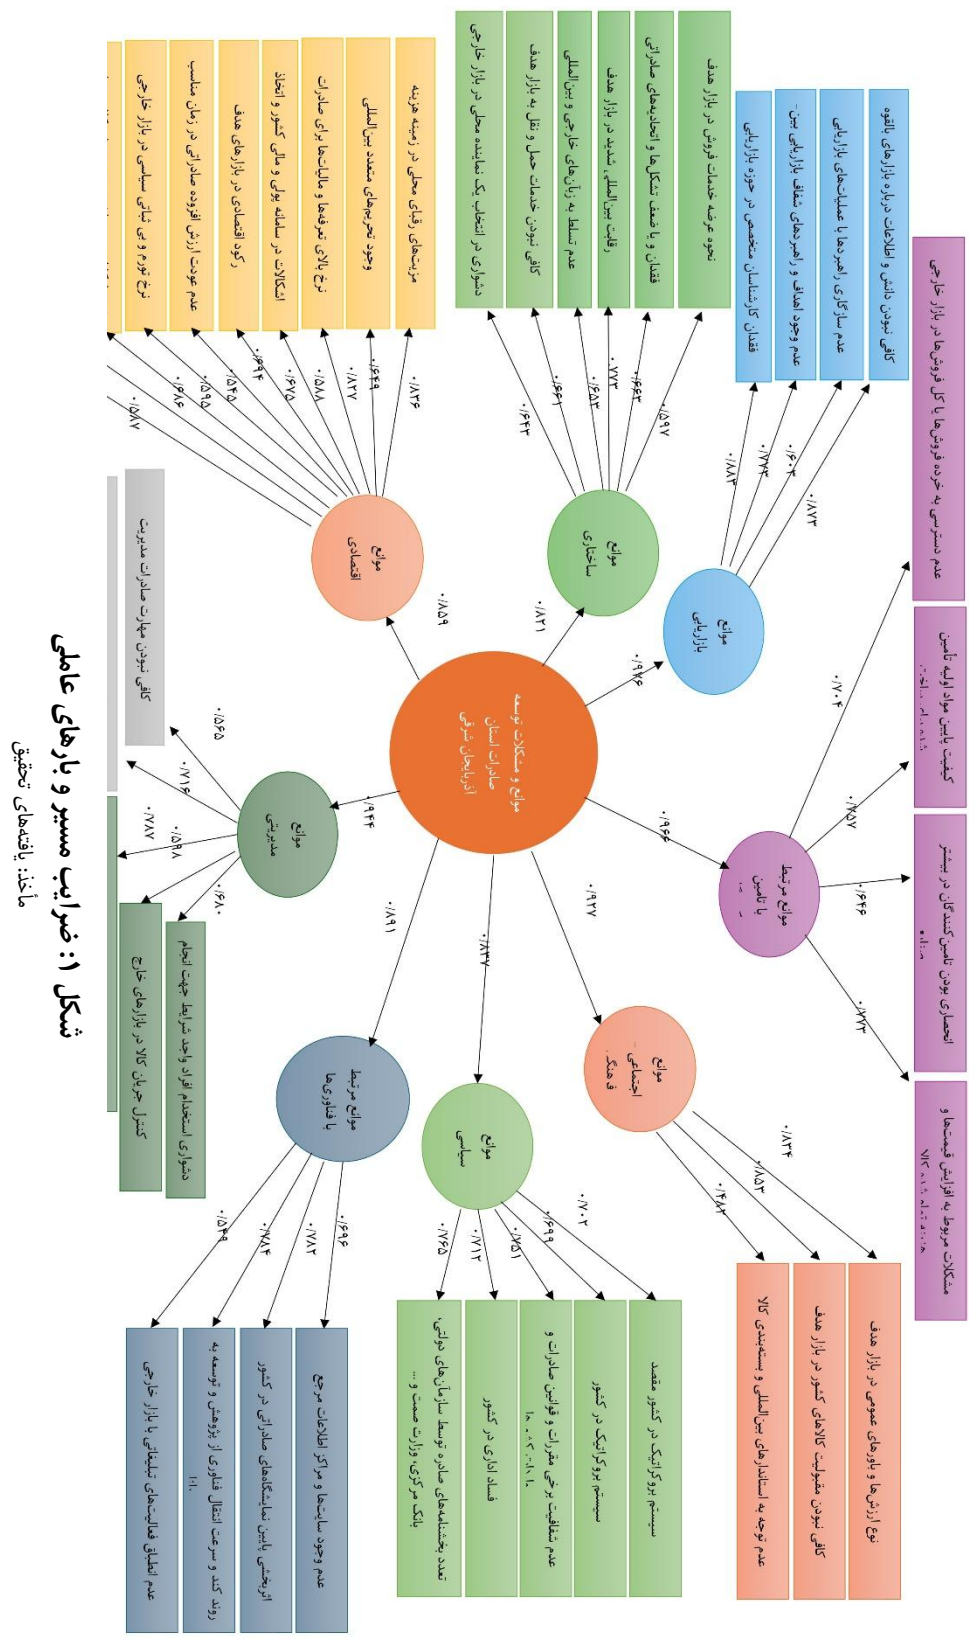 موانع و مشکلات توسعه
صادرات استان
آذربایجان شرقی
۰/۹۲۶
موانع
بازاریابی
۰/۸۷۳
۰/۶۰۳
۰/۷۷۳
۰/۸۸۳
کافی نبودن دانش و اطلاعات درباره بازارهای بالقوه
عدم سازگاری راهبردها با عملیات‌های بازاریابی
عدم وجود اهداف و راهبردهای شفاف بازاریابی بین-
فقدان کارشناسان متخصص در حوزه بازاریابی
۰/۸۲۱
موانع
ساختاری
۰/۵۹۷
۰/۶۶۳
۰/۷۷۳
۰/۶۵۳
۰/۶۶۱
۰/۶۴۳
نحوه عرضه خدمات فروش در بازار هدف
فقدان و یا ضعف تشکل‌ها و اتحادیه‌های صادراتی
رقابت بین‌المللی شدید در بازار هدف
عدم تسلط به زبان‌های خارجی و بین‌المللی
کافی نبودن خدمات حمل و نقل به بازار هدف
دشواری در انتخاب یک نماینده محلی در بازار خارجی
۰/۸۵۹
موانع
اقتصادی
۰/۸۳۶
۰/۶۴۹
۰/۸۲۷
۰/۵۸۸
۰/۶۷۵
۰/۶۹۴
۰/۵۴۵
۰/۵۹۵
۰/۶۸۶
۰/۵۸۷
مزیت‌های رقبای محلی در زمینه هزینه
وجود تحریم‌های متعدد بین‌المللی
نرخ بالای تعرفه‌ها و مالیات‌ها برای صادرات
اشکالات در سامانه پولی و مالی کشور و اتخاذ
رکود اقتصادی در بازارهای هدف
عدم عودت ارزش افزوده صادراتی در زمان مناسب
نرخ تورم و بی ثباتی سیاسی در بازار خارجی
۰/۹۶۶
موانع مرتبط
با تامین
۰/۷۰۴
۰/۷۵۷
۰/۶۴۶
۰/۷۷۳
عدم دسترسی به خرده فروش‌ها یا کل فروش‌ها در بازار خارجی
کیفیت پایین مواد اولیه تأمین
انحصاری بودن تامین‌کنندگان در بیشتر
مشکلات مربوط به افزایش قیمت‌ها و
۰/۹۲۷
موانع
اجتماعی –
۰/۸۳۴
۰/۸۵۳
۰/۴۸۲
نوع ارزش‌ها و باورهای عمومی در بازار هدف
کافی نبودن مقبولیت کالاهای کشور در بازار هدف
عدم توجه به استاندارهای بین‌المللی و بسته‌بندی کالا
۰/۸۳۷
موانع
سیاسی
۰/۷۰۲
۰/۶۹۹
۰/۷۵۱
۰/۷۱۲
۰/۷۶۵
سیستم بروکراتیک در کشور مقصد
سیستم بروکراتیک در کشور
عدم شفافیت برخی مقررات و قوانین صادرات و
فساد اداری در کشور
تعدد بخشنامه‌های صادره توسط سازمان‌های دولتی،
بانک مرکزی، وزارت صمت و ...
۰/۸۹۱
موانع مرتبط
با فناوری‌ها
۰/۶۹۶
۰/۷۸۲
۰/۷۸۴
۰/۵۴۹
عدم وجود سایت‌ها و مراکز اطلاعات مرجع
اثربخشی پایین نمایشگاه‌های صادراتی در کشور
روند کند و سرعت انتقال فناوری از پژوهش و توسعه به
عدم انطباق فعالیت‌های تبلیغاتی با بازار خارجی
۰/۹۴۴
موانع
مدیریتی
۰/۵۶۵
۰/۷۱۶
۰/۷۸۷
۰/۵۹۸
۰/۶۸۰
کافی نبودن مهارت صادرات مدیریت
دشواری استخدام افراد واجد شرایط جهت انجام
کنترل جریان کالا در بازارهای خارج
شکل ۱: ضرایب مسیر و بارهای عاملی
مأخذ: یافته‌های تحقیق